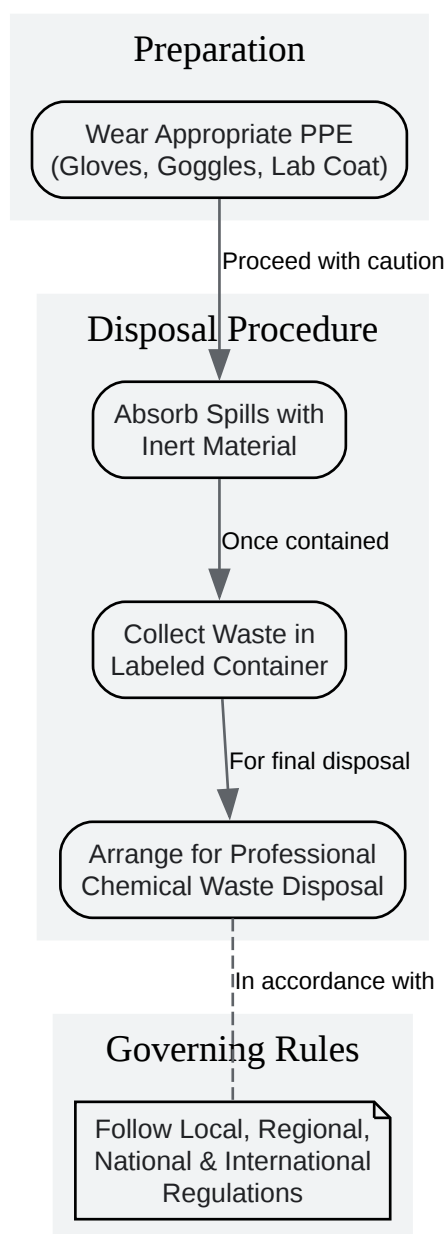 Preparation
Wear Appropriate PPE
(Gloves, Goggles, Lab Coat)
Proceed with caution
Disposal Procedure
Absorb Spills with
Inert Material
Once contained
Collect Waste in
Labeled Container
For final disposal
Arrange for Professional
Chemical Waste Disposal
In accordance with
Governing Rules
Follow Local, Regional,
National & International
Regulations